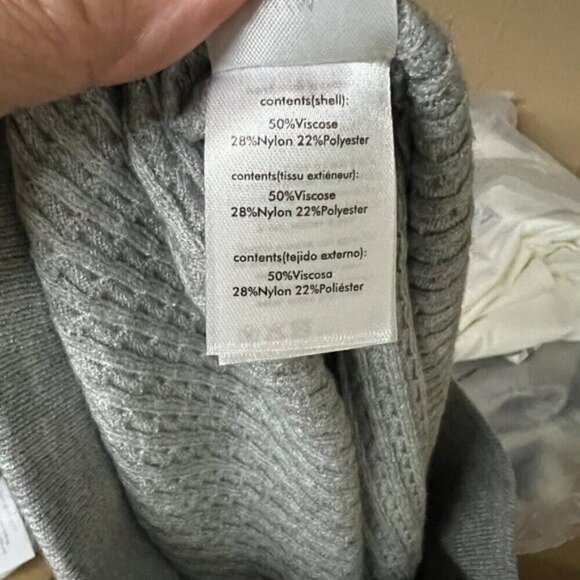 contents(shell):
50%Viscose
28%Nylon 22%Polyester
contents(tissu extiéneur):
50%Viscose
28%Nylon 22%Polyester
contents(tejido externo):
50%Viscosa
28%Nylon 22%Poliéster